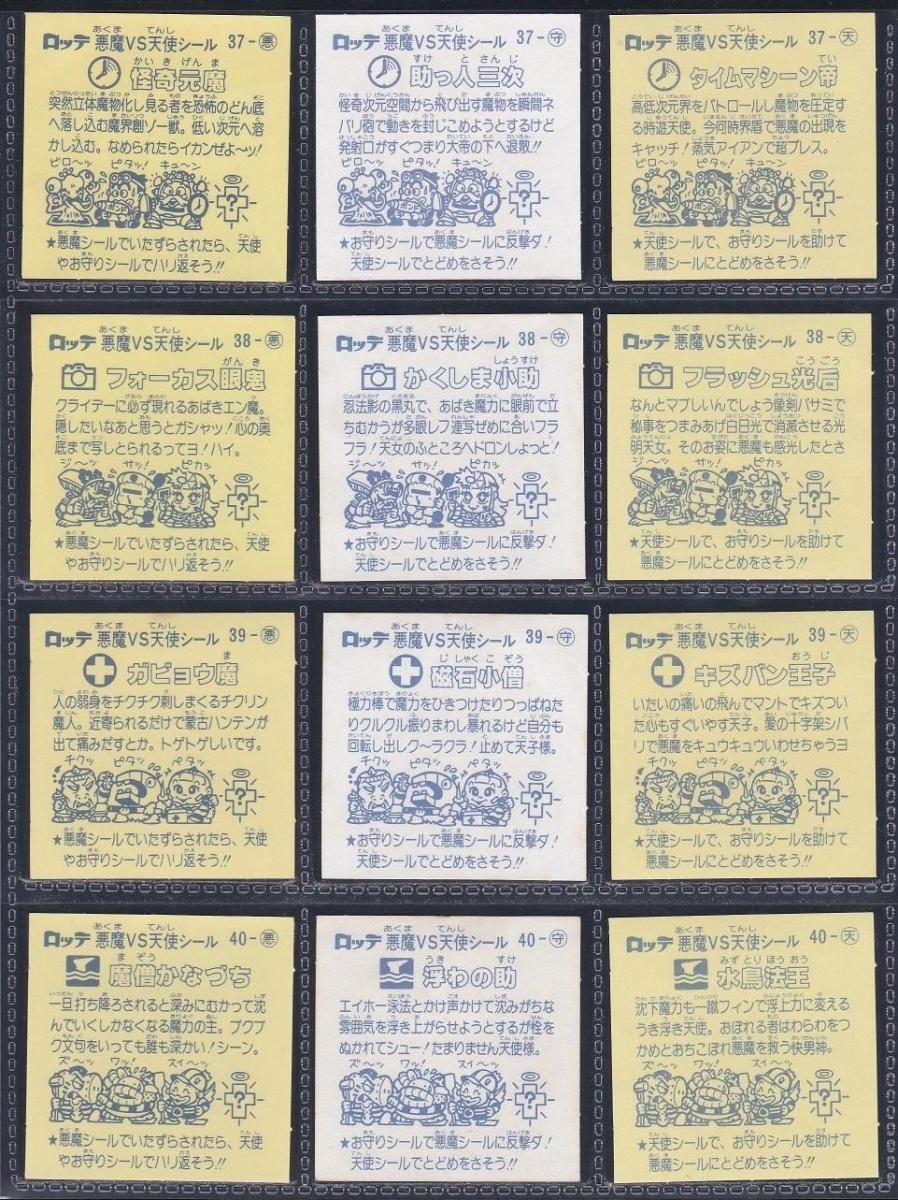 ロッテ 悪魔VS天使シール 37-悪
怪奇元魔
突然立体魔物化し見る者を恐怖のどん底
へ落し込む魔界創ゾー獣。低い次元へ溶
かし込む。なめられたらイカンぜよ〜ッ!
ビロ〜ッ ピタッ! キュ〜ン
?
★悪魔シールでいたずらされたら、天使
やお守りシールでハリ返そう!!
ロッテ 悪魔VS天使シール 37-守
助っ人三次
怪奇次元空間から飛び出す魔物を瞬間ネ
バリ砲で動きを封じこめようとするけど
発射口がすくつまり大帝の下へ退散!!
ビロ〜ッ ピタッ! キュ〜ン
?
★お守りシールで悪魔シールに反撃ダ!
天使シールでとどめをさそう!!
ロッテ 悪魔VS天使シール 37-天
タイムマシーン帝
高低次元界をパトロールし魔物を圧定す
る時遊天使。今何時界盾で悪魔の出現を
キャッチ!蒸気アイアンで超プレス。
ビロ〜ッ ピタッ! キュ〜ン
?
★天使シールで、お守りシールを助けて
悪魔シールにとどめをさそう!!
ロッテ 悪魔VS天使シール 38-悪
フォーカス眼鬼
クライデーに必ず現れるあばきエン魔。
隠したいなあと思うとガシャッ!心の奥
底まで写しとられるってヨ!ハイ。
ジ〜ッ サッ! ピカッ
?
★悪魔シールでいたずらされたら、天使
やお守りシールでハリ返そう!!
ロッテ 悪魔VS天使シール 38-守
かくしま小助
忍法影の黒丸で、あばき魔力に眼前で立
ちむかうが多眼レフ連写ぜめに合いフラ
フラ!天女のふところへドロンしょっと!
ジ〜ッ サッ! ピカッ
?
★お守りシールで悪魔シールに反撃ダ!
天使シールでとどめをさそう!!
ロッテ 悪魔VS天使シール 38-天
フラッシュ光后
なんとマブしいんでしょう像剣バサミで
秘事をつまみあげ白日光で消滅させる光
明天女。そのお姿に悪魔も感光したとさ
ジ〜ッ サッ! ピカッ
?
★天使シールで、お守りシールを助けて
悪魔シールにとどめをさそう!!
ロッテ 悪魔VS天使シール 39-悪
ガビョウ魔
人の弱身をチクチク刺しまくるチクリン
魔人。近寄られるだけで蒙古ハンテンが
出て痛みだすとか。トゲトゲしいです。
チクッ ピタッ ペタッ
?
★悪魔シールでいたずらされたら、天使
やお守りシールでハリ返そう!!
ロッテ 悪魔VS天使シール 39-守
磁石小僧
極力棒で魔力をひきつけたりつっぱねた
りクルクル振りまわし暴れるけど自分も
回転し出しク〜ラクラ!止めて天子様。
チクッ ピタッ ペタッ
?
★お守りシールで悪魔シールに反撃ダ!
天使シールでとどめをさそう!!
ロッテ 悪魔VS天使シール 39-天
キズバン王子
いたいの痛いの飛んでマントでキズつい
た心もすぐいやす天子。愛の十字架シバ
リで悪魔をキュウキュウいわせちゃうヨ
チクッ ピタッ ペタッ
?
★天使シールで、お守りシールを助けて
悪魔シールにとどめをさそう!!
ロッテ 悪魔VS天使シール 40-悪
魔僧かなづち
一旦打ち降ろされると深みにむかって沈
んでいくしかなくなる魔力の主。ブクブ
ク文句をいっても誰も深かい!シーン。
ズ〜ッ ワッ! スイ〜ッ
?
★悪魔シールでいたずらされたら、天使
やお守りシールでハリ返そう!!
ロッテ 悪魔VS天使シール 40-守
浮わの助
エイホー泳法とかけ声かけて沈みがちな
雰囲気を浮き上がらせようとするが栓を
ぬかれてシュー!たまりません天使様。
ズ〜ッ ワッ! スイ〜ッ
?
★お守りシールで悪魔シールに反撃ダ!
天使シールでとどめをさそう!!
ロッテ 悪魔VS天使シール 40-天
水鳥法王
沈下魔力も一蹴フィンで浮上力に変える
うき浮き天使。おぼれる者はわらわをつ
かめとおちこぼれ悪魔を救う快男神。
ズ〜ッ ワッ! スイ〜ッ
?
★天使シールで、お守りシールを助けて
悪魔シールにとどめをさそう!!